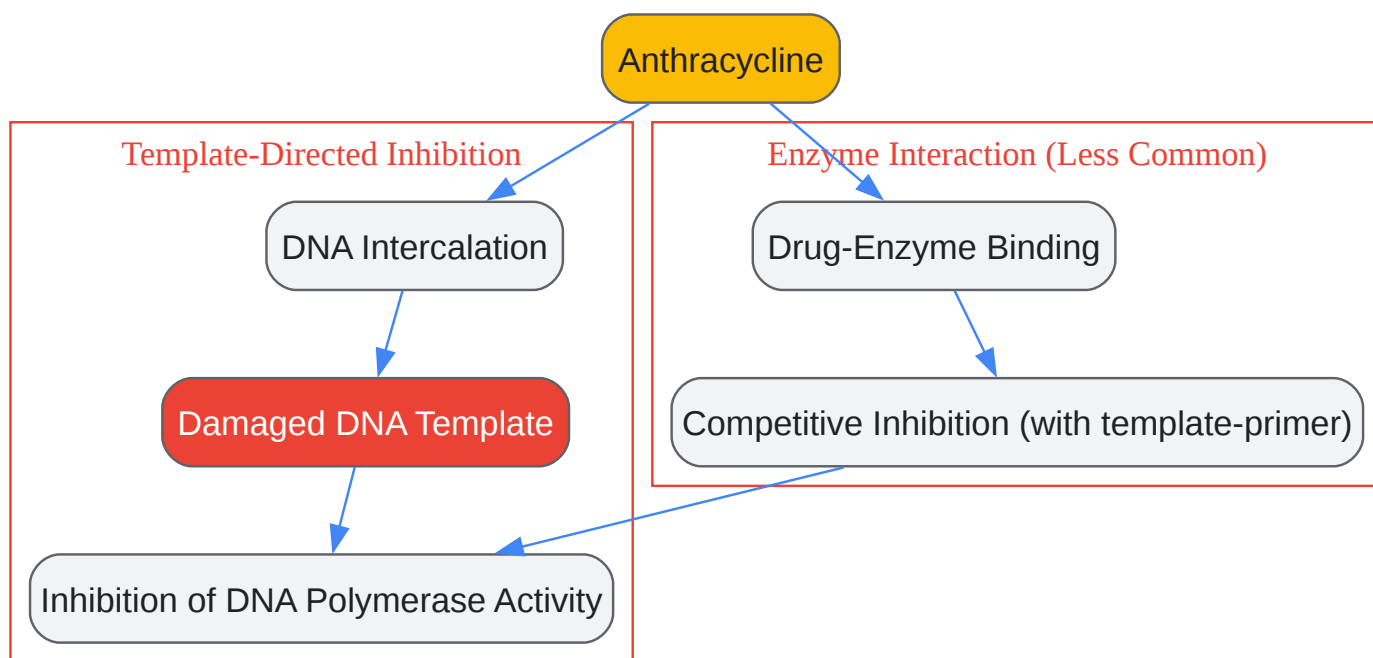 Anthracycline
Template-Directed Inhibition
Enzyme Interaction (Less Common)
DNA Intercalation
Drug-Enzyme Binding
Damaged DNA Template
Competitive Inhibition (with template-primer)
Inhibition of DNA Polymerase Activity